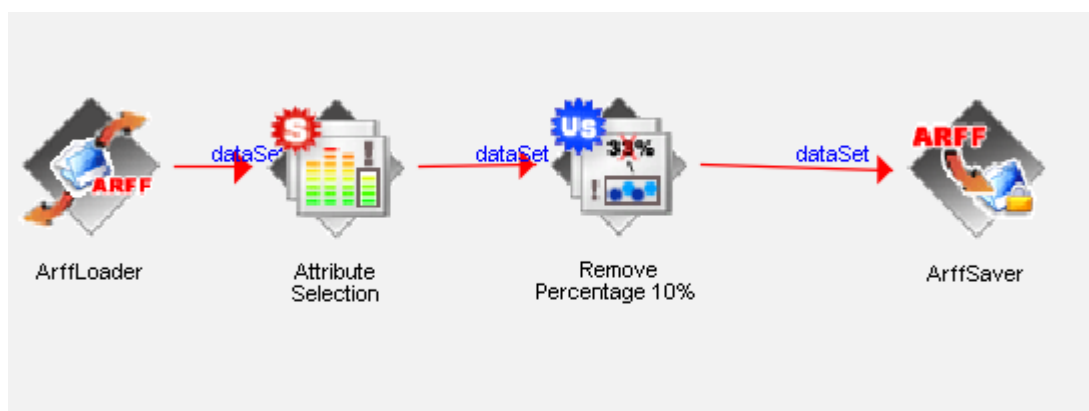 dataSet
dataSet
dataSet
ARFF
S
Us
33%
!
!
ARFF
ArffLoader
Attribute
Selection
Remove
Percentage 10%
ArffSaver